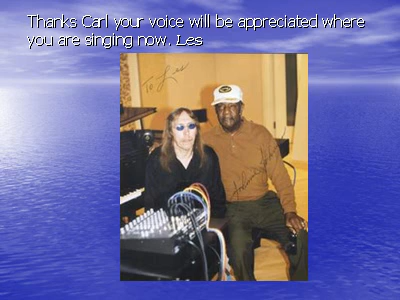 Thanks Carl your voice will be appreciated where
you are singing now. Les
To Les